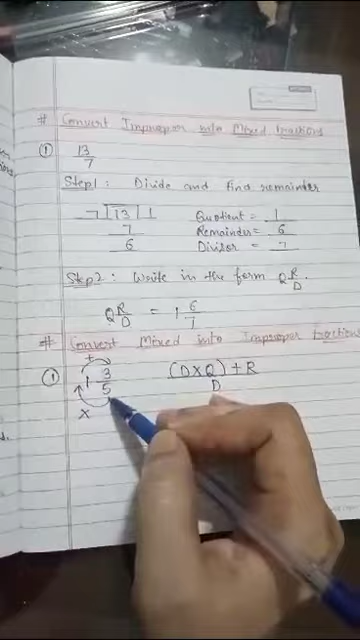 # Convert Improper into Mixed fractions
① 13/7
Step1: Divide and find remainder
7 | 13 | 1
7
6
Quotient = 1
Remainder = 6
Divisor = 7
Step2: Write in the form Q R/D.
Q R/D = 1 6/7
# Convert Mixed into Improper fractions
① 1 3/5
+
×
(D×Q)+R
D